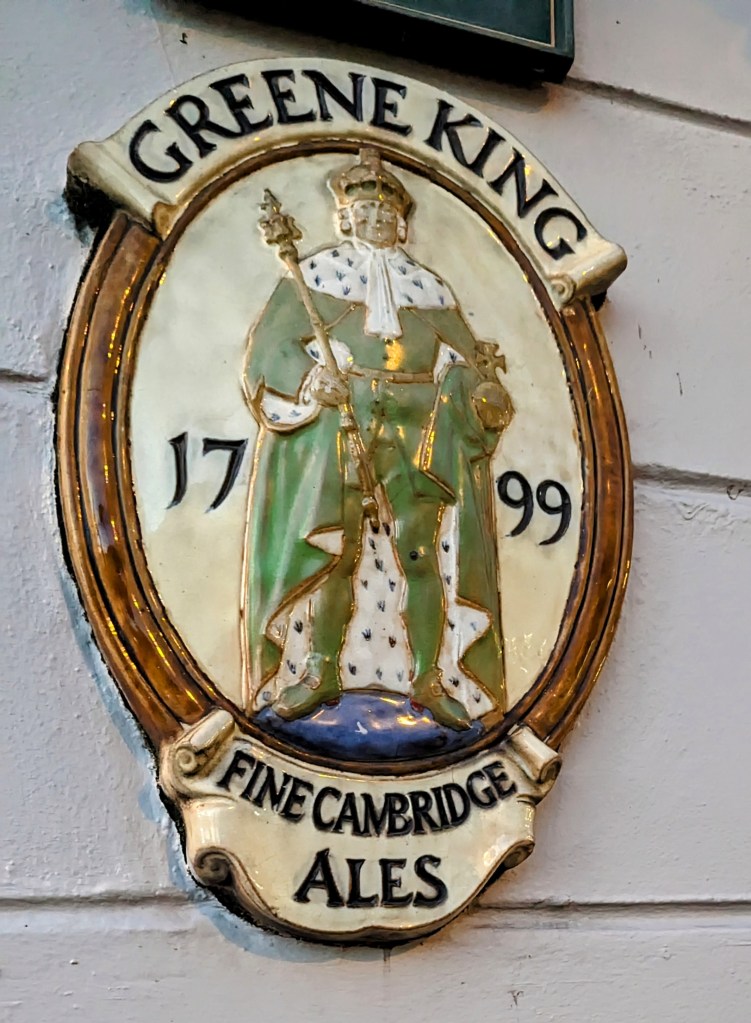 GREENE KING
17 99
FINE CAMBRIDGE
ALES